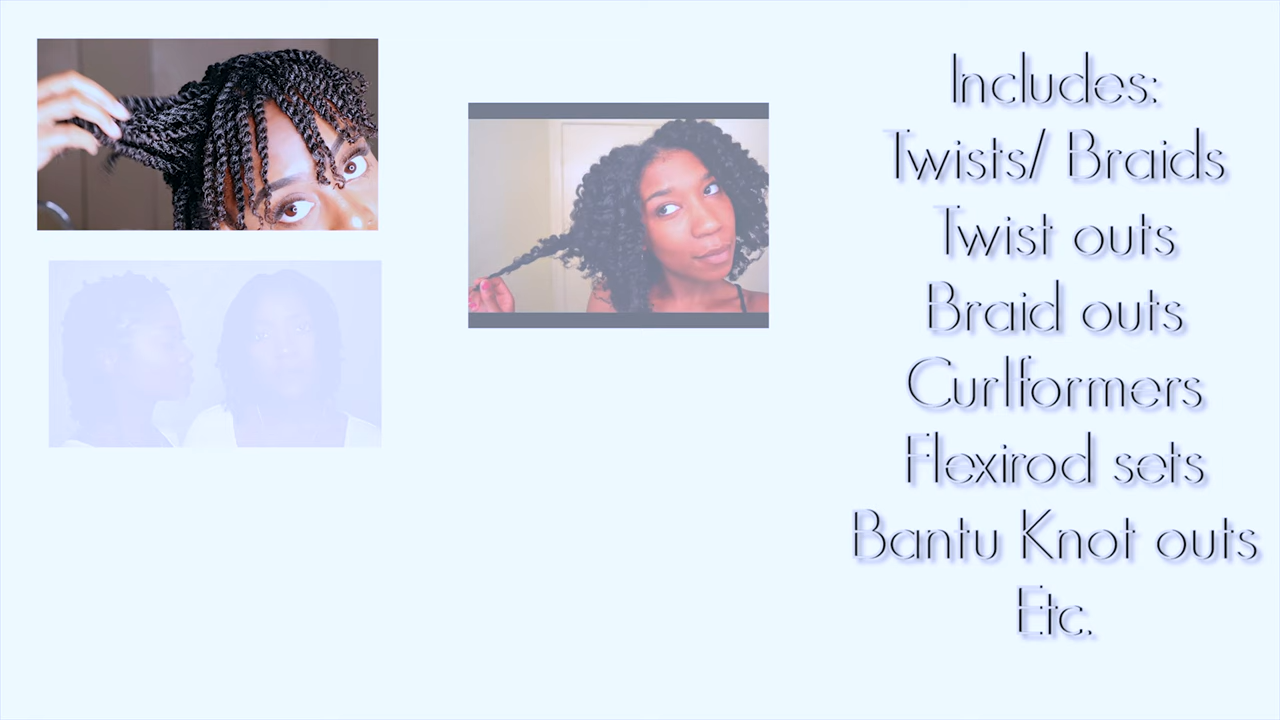 Includes:
Twists/ Braids
Twist outs
Braid outs
Curlformers
Flexirod sets
Bantu Knot outs
Etc.